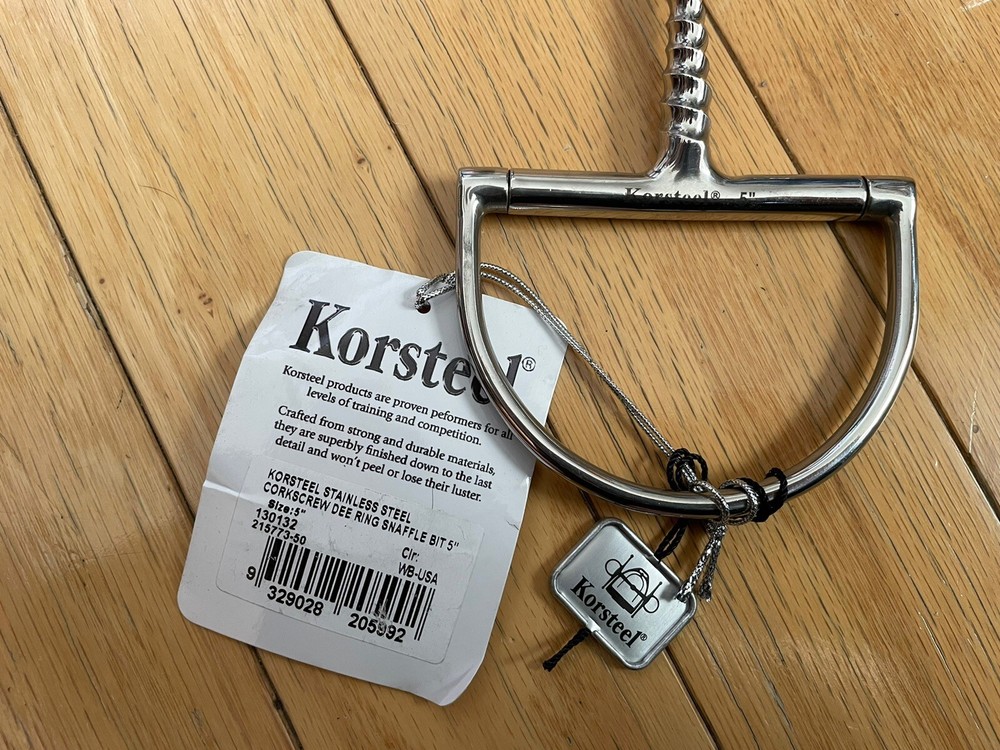 Korsteel® 5"
Korsteel®
Korsteel products are proven peformers for all
levels of training and competition.
Crafted from strong and durable materials,
they are superbly finished down to the last
detail and won't peel or lose their luster.
KORSTEEL STAINLESS STEEL
CORKSCREW DEE RING SNAFFLE BIT 5"
Size:5"
130132
215773-50
Clr:
WB-USA
9 329028 205992
Korsteel®